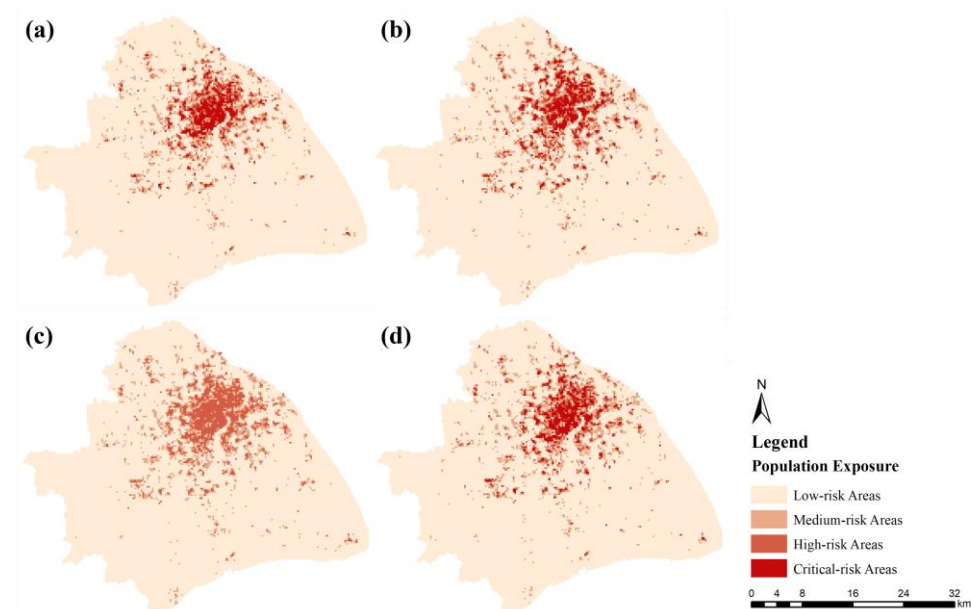 (a)
(b)
(c)
(d)
N
Legend
Population Exposure
Low-risk Areas
Medium-risk Areas
High-risk Areas
Critical-risk Areas
0 4 8 16 24 32
km